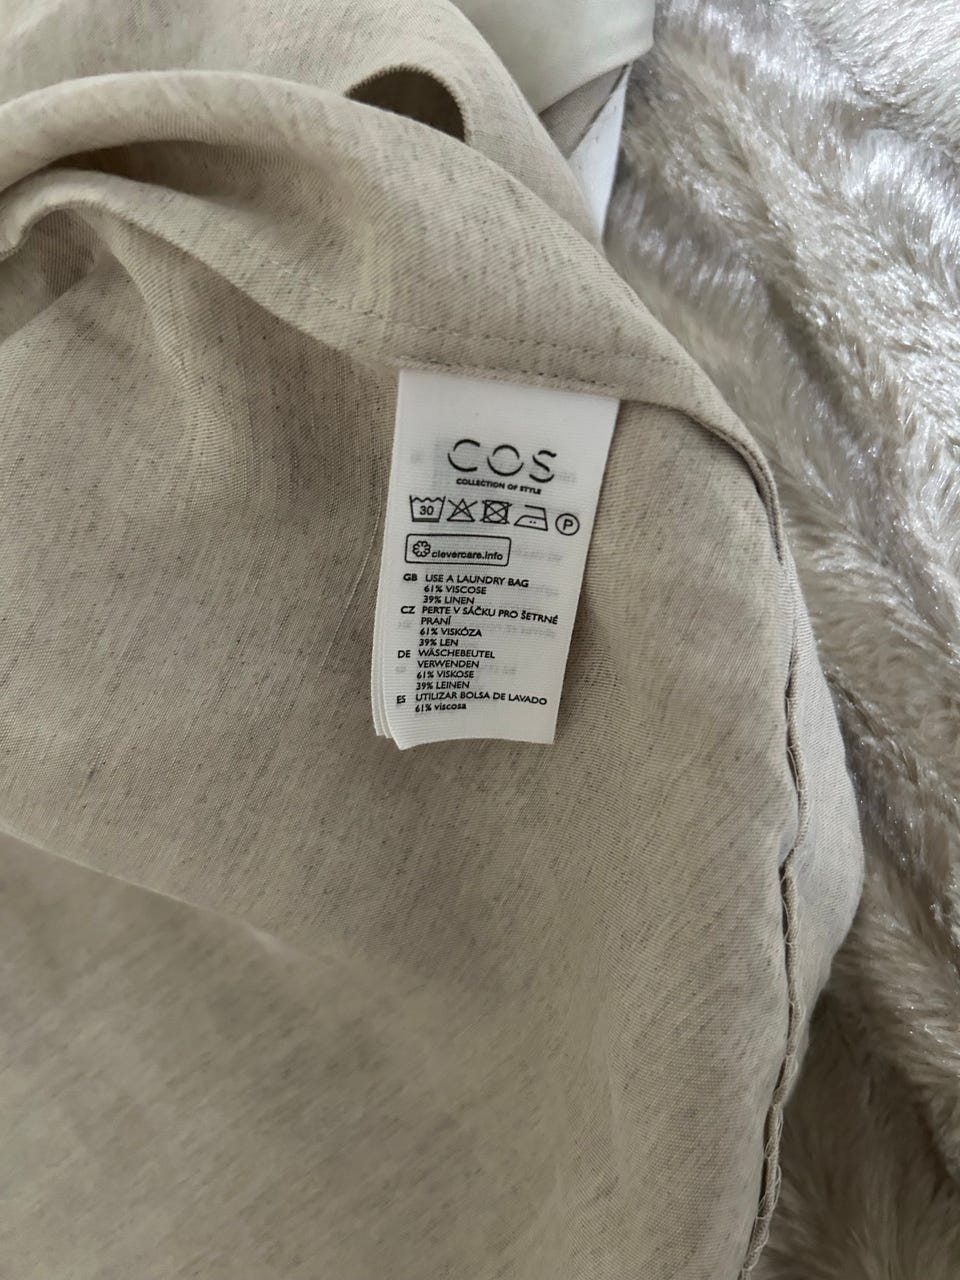 COS
COLLECTION OF STYLE
30 P
clevercare.info
GB USE A LAUNDRY BAG
61% VISCOSE
39% LINEN
CZ PERTE V SÁČKU PRO ŠETRNÉ
PRANÍ
61% VISKÓZA
39% LEN
DE WÄSCHEBEUTEL
VERWENDEN
61% VISKOSE
39% LEINEN
ES UTILIZAR BOLSA DE LAVADO
61% viscosa